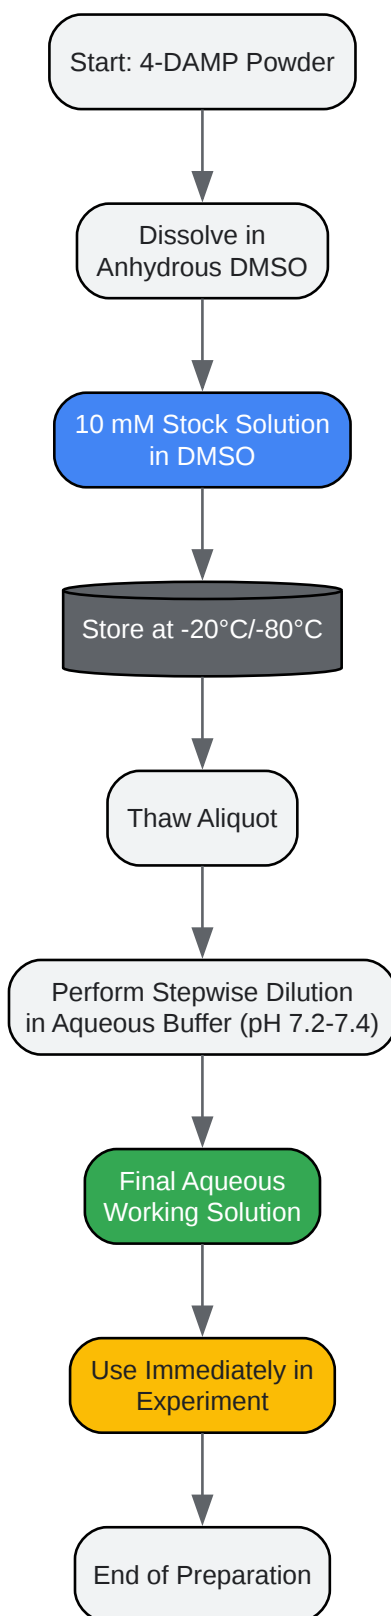 Start: 4-DAMP Powder
Dissolve in
Anhydrous DMSO
10 mM Stock Solution
in DMSO
Store at -20°C/-80°C
Thaw Aliquot
Perform Stepwise Dilution
in Aqueous Buffer (pH 7.2-7.4)
Final Aqueous
Working Solution
Use Immediately in
Experiment
End of Preparation